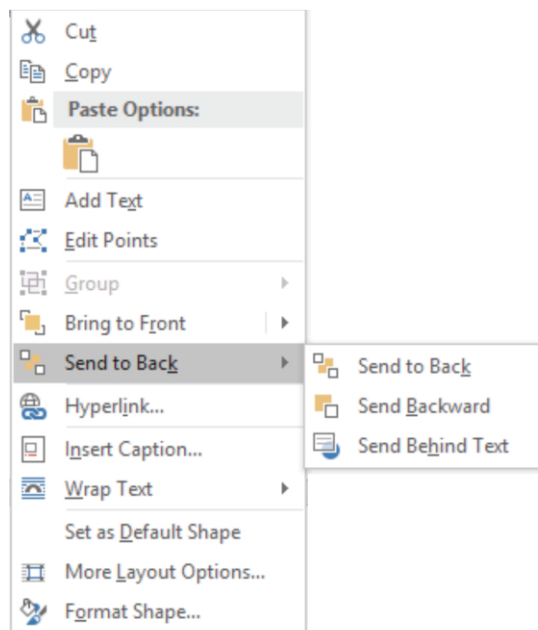 Cut
Copy
Paste Options:
Add Text
Edit Points
Group
Bring to Front
Send to Back
Send to Back
Send Backward
Send Behind Text
Hyperlink...
Insert Caption...
Wrap Text
Set as Default Shape
More Layout Options...
Format Shape...